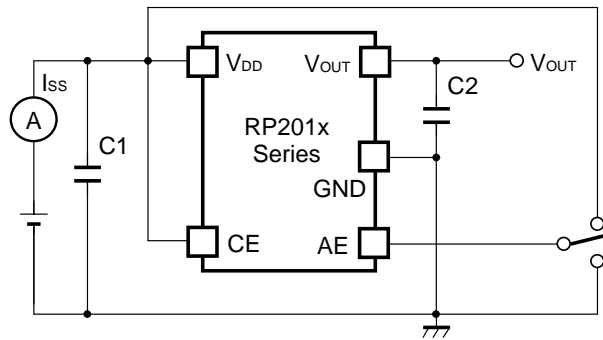 ISS
A
C1
VDD
VOUT
RP201x
Series
GND
CE
AE
C2
VOUT